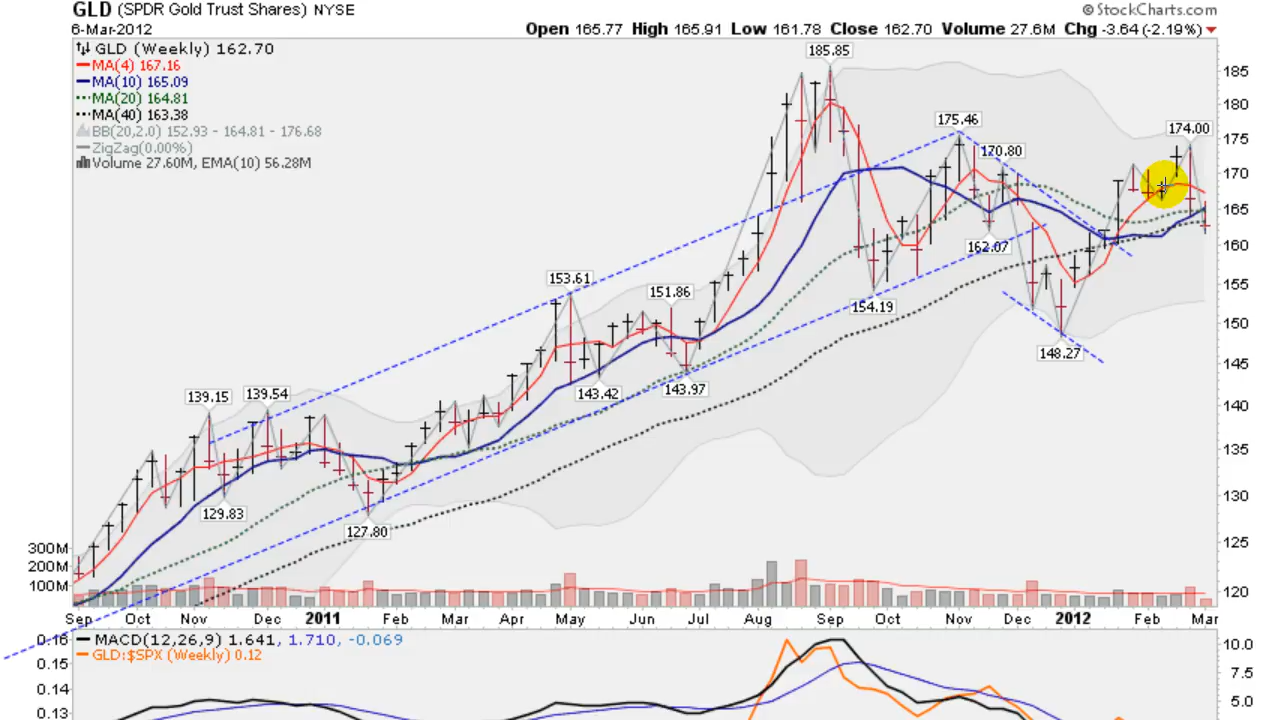 GLD (SPDR Gold Trust Shares) NYSE
© StockCharts.com
6-Mar-2012
Open 165.77 High 165.91 Low 161.78 Close 162.70 Volume 27.6M Chg -3.64 (-2.19%)
GLD (Weekly) 162.70
MA(4) 167.16
MA(10) 165.09
MA(20) 164.81
MA(40) 163.38
BB(20,2.0) 152.93 - 164.81 - 176.68
ZigZag(0.00%)
Volume 27.60M, EMA(10) 56.28M
185.85
175.46
174.00
170.80
162.07
154.19
153.61
151.86
148.27
143.42
143.97
139.15
139.54
129.83
127.80
185
180
175
170
165
160
155
150
145
140
135
130
125
120
300M
200M
100M
Sep Oct Nov Dec 2011 Feb Mar Apr May Jun Jul Aug Sep Oct Nov Dec 2012 Feb Mar
MACD(12,26,9) 1.641, 1.710, -0.069
GLD:$SPX (Weekly) 0.12
0.16
0.15
0.14
0.13
10.0
7.5
5.0